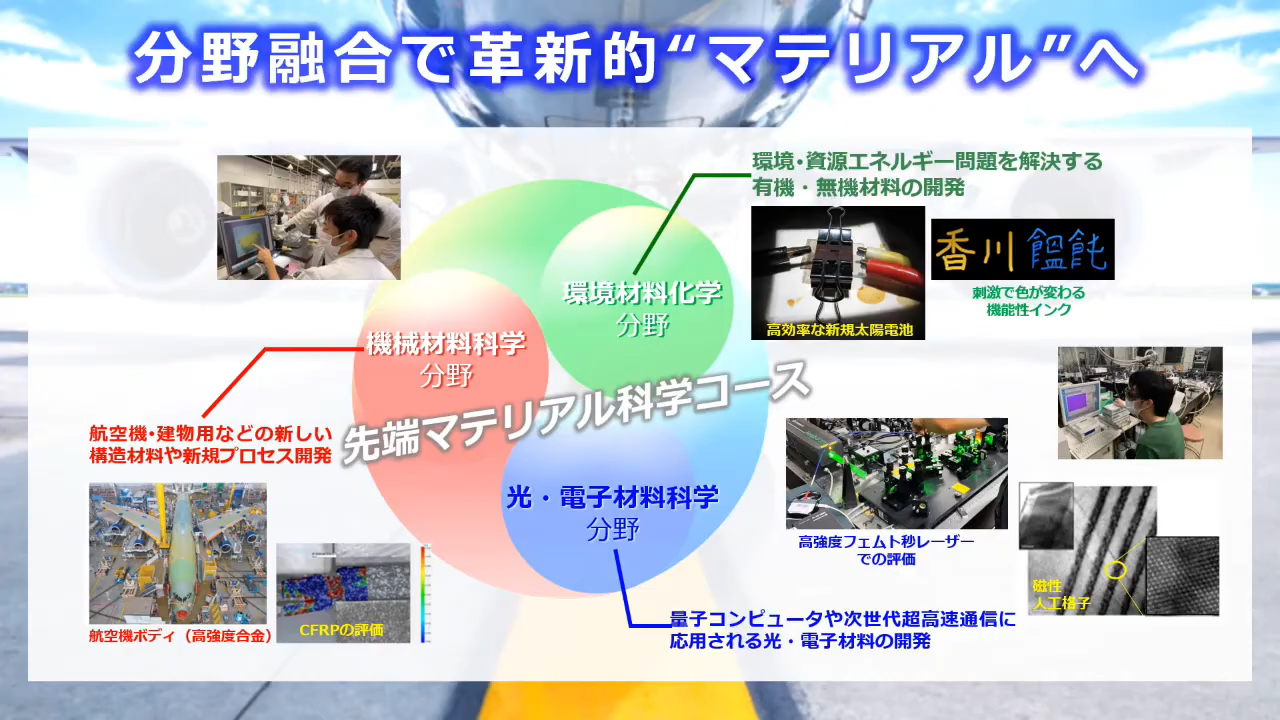 分野融合で革新的“マテリアル”へ
環境・資源エネルギー問題を解決する
有機・無機材料の開発
香川 饂飩
刺激で色が変わる
機能性インク
高効率な新規太陽電池
環境材料化学
分野
機械材料科学
分野
先端マテリアル科学コース
航空機・建物用などの新しい
構造材料や新規プロセス開発
航空機ボディ（高強度合金）
CFRPの評価
光・電子材料科学
分野
高強度フェムト秒レーザー
での評価
磁性
人工格子
量子コンピュータや次世代超高速通信に
応用される光・電子材料の開発